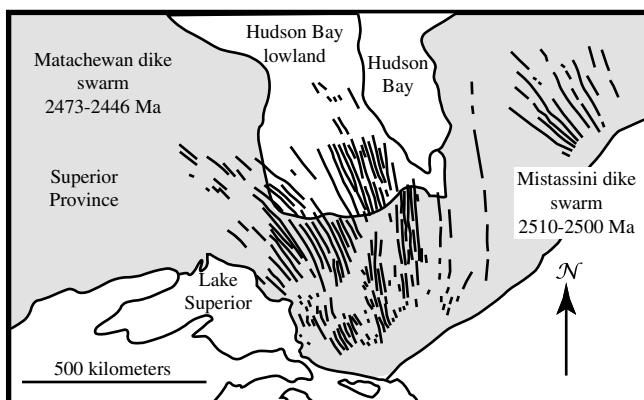 Matachewan dike
swarm
2473-2446 Ma
Hudson Bay
lowland
Hudson
Bay
Superior
Province
Mistassini dike
swarm
2510-2500 Ma
Lake
Superior
N
500 kilometers